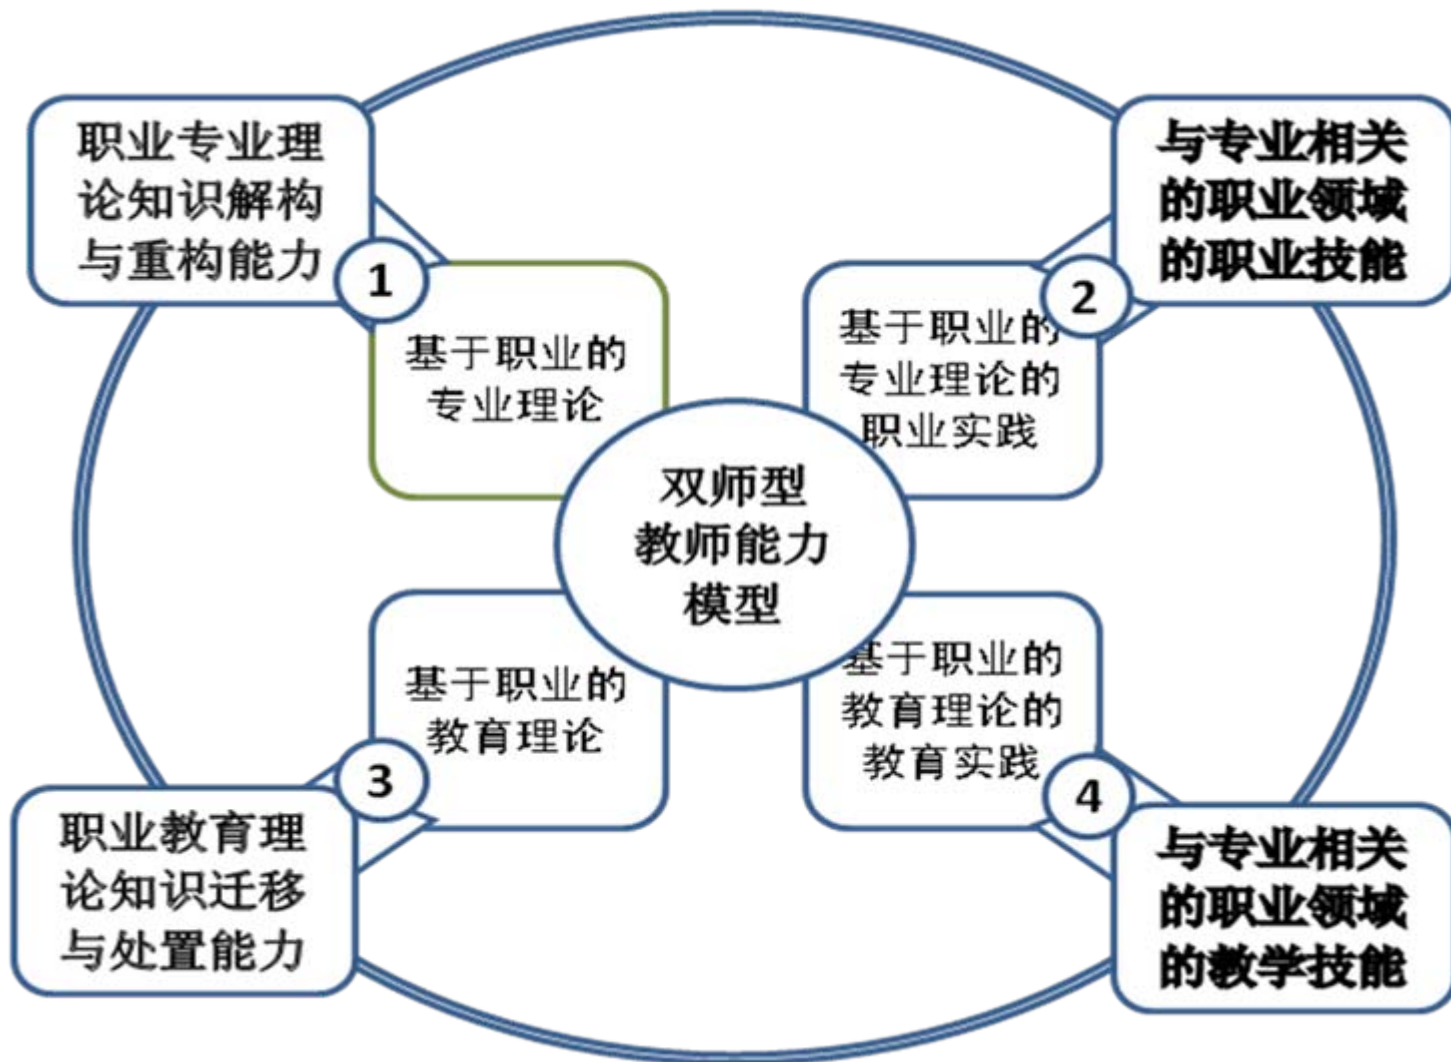 职业专业理
论知识解构
与重构能力
1
基于职业的
专业理论
与专业相关
的职业领域
的职业技能
2
基于职业的
专业理论的
职业实践
双师型
教师能力
模型
基于职业的
教育理论
3
职业教育理
论知识迁移
与处置能力
基于职业的
教育理论的
教育实践
4
与专业相关
的职业领域
的教学技能